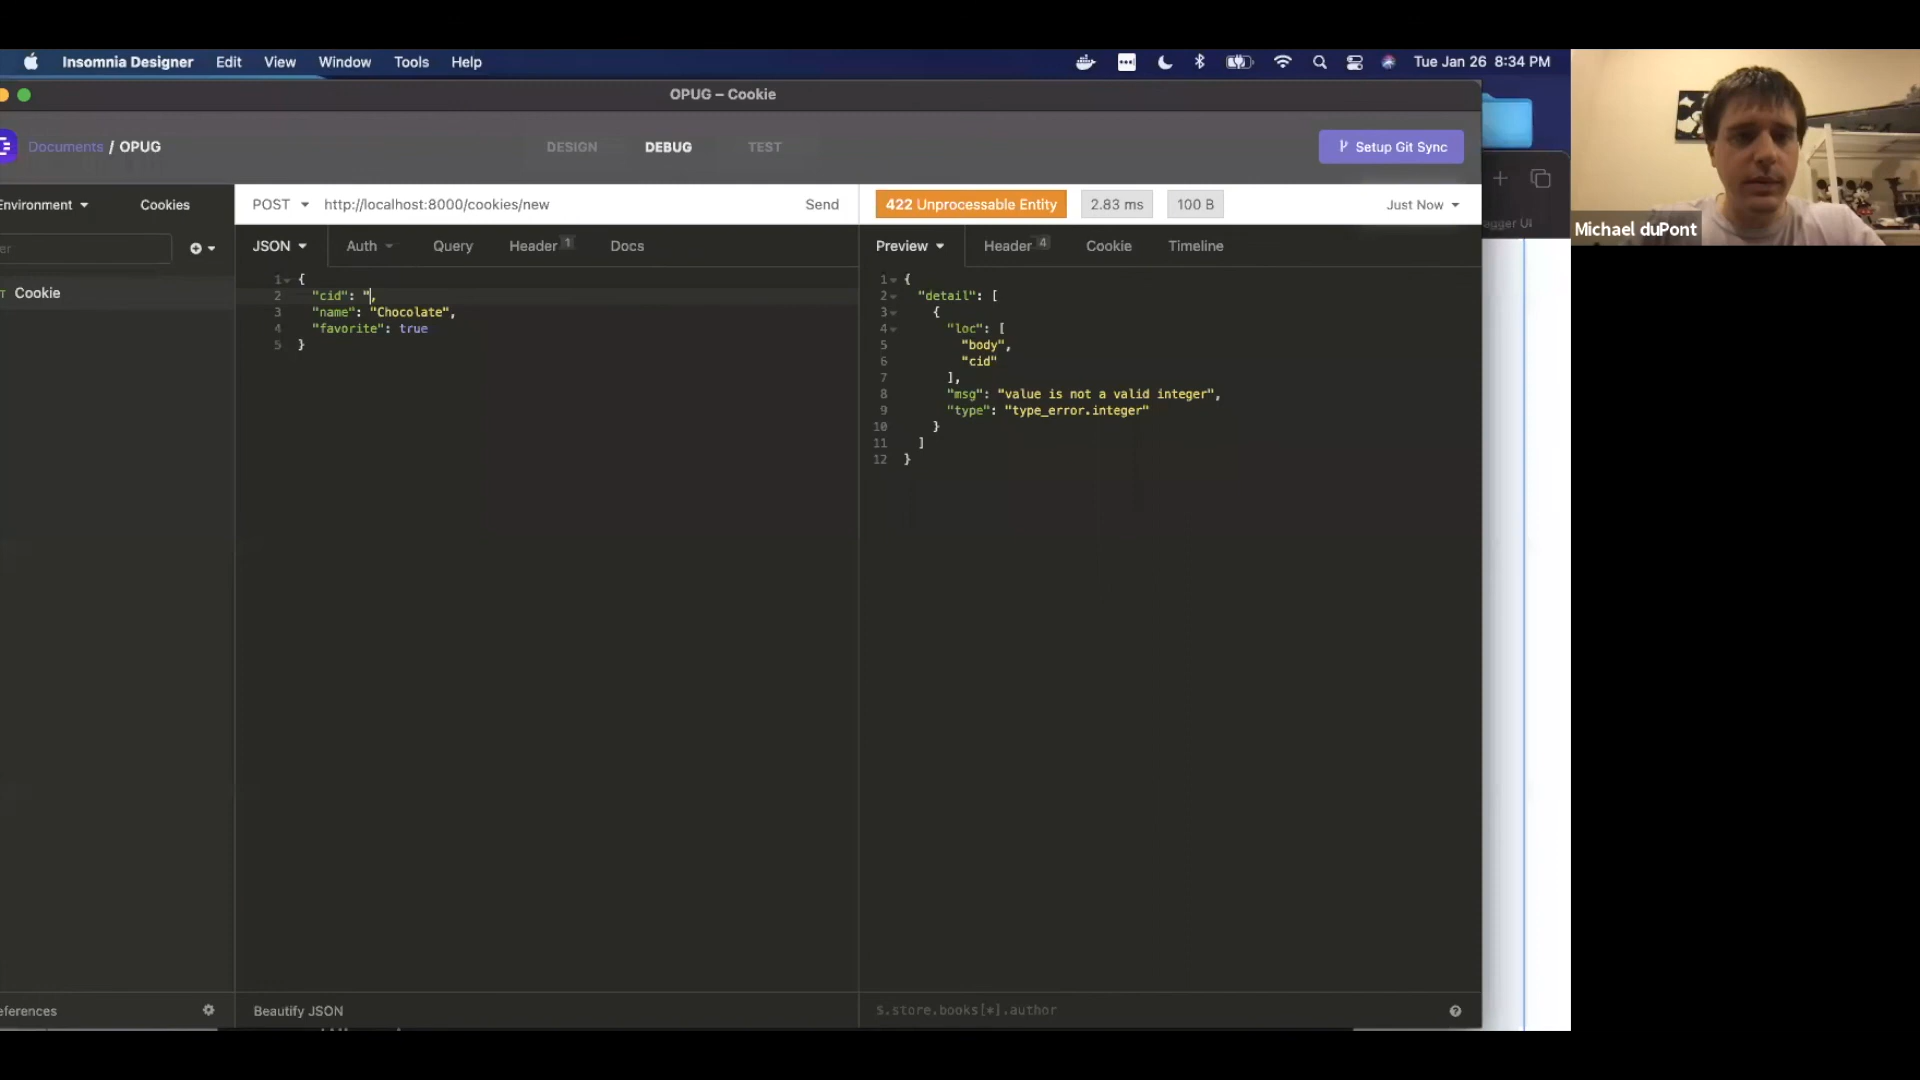 Insomnia Designer Edit View Window Tools Help Tue Jan 26 8:34 PM
OPUG – Cookie
Documents / OPUG DESIGN DEBUG TEST Setup Git Sync
Environment Cookies POST http://localhost:8000/cookies/new Send 422 Unprocessable Entity 2.83 ms 100 B Just Now
agger UI
Michael duPont
er JSON Auth Query Header 1 Docs Preview Header 4 Cookie Timeline
T Cookie
1 {
2 "cid": ",
3 "name": "Chocolate",
4 "favorite": true
5 }
1 {
2 "detail": [
3 {
4 "loc": [
5 "body",
6 "cid"
7 ],
8 "msg": "value is not a valid integer",
9 "type": "type_error.integer"
10 }
11 ]
12 }
eferences Beautify JSON $.store.books[*].author